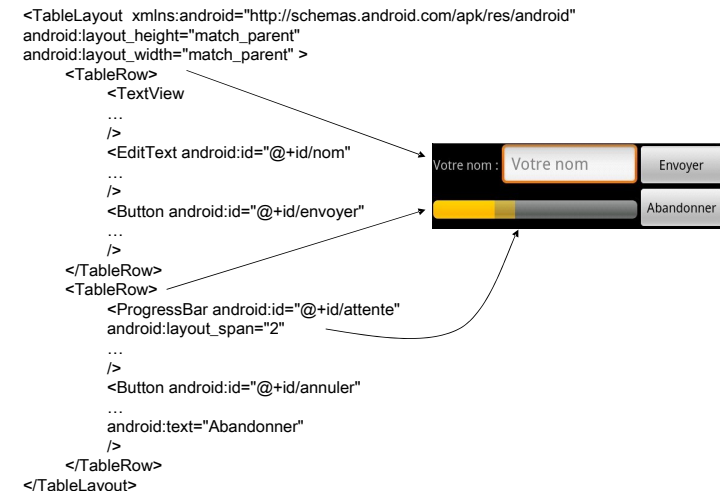 <TableLayout xmlns:android="http://schemas.android.com/apk/res/android"
android:layout_height="match_parent"
android:layout_width="match_parent" >
<TableRow>
<TextView
…
/>
<EditText android:id="@+id/nom"
…
/>
<Button android:id="@+id/envoyer"
…
/>
</TableRow>
<TableRow>
<ProgressBar android:id="@+id/attente"
android:layout_span="2"
…
/>
<Button android:id="@+id/annuler"
…
android:text="Abandonner"
/>
</TableRow>
</TableLayout>
Votre nom : Votre nom Envoyer
Abandonner